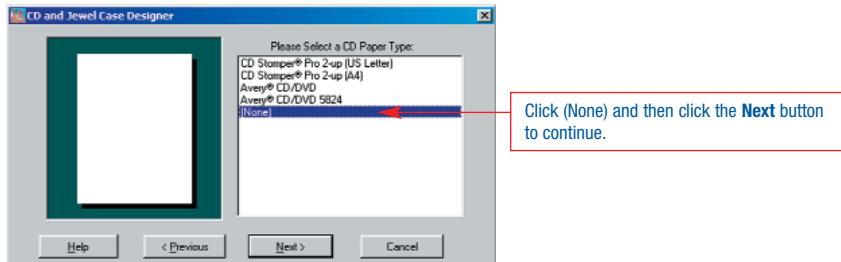 CD and Jewel Case Designer
Please Select a CD Paper Type:
CD Stomper® Pro 2-up (US Letter)
CD Stomper® Pro 2-up (A4)
Avery® CD/DVD
Avery® CD/DVD 5824
(None)
Click (None) and then click the Next button
to continue.
Help
< Previous
Next >
Cancel